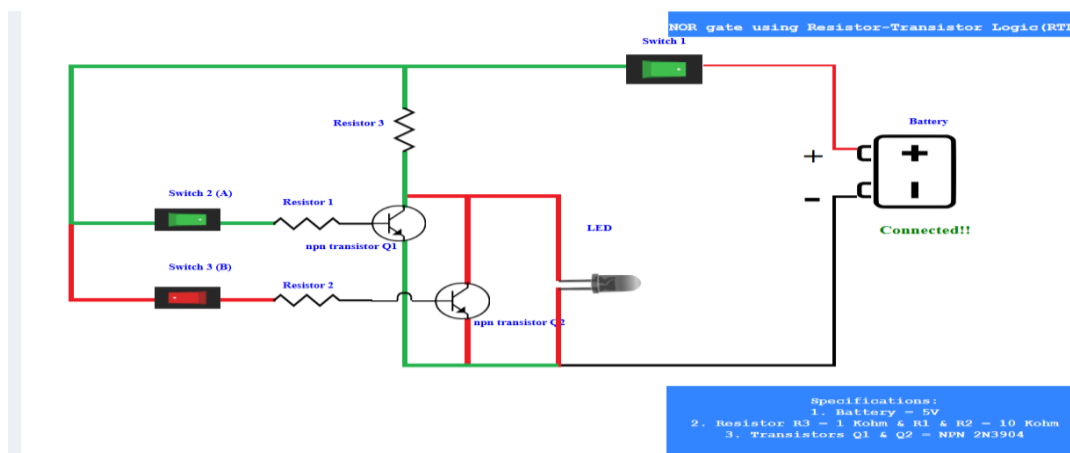 NOR gate using Resistor-Transistor Logic(RTL
Switch 1
Resistor 3
Battery
+
+
-
-
Connected!!
Switch 2 (A)
Resistor 1
npn transistor Q1
LED
Switch 3 (B)
Resistor 2
npn transistor Q2
Specifications:
1. Battery = 5V
2. Resistor R3 = 1 Kohm & R1 & R2 = 10 Kohm
3. Transistors Q1 & Q2 = NPN 2N3904